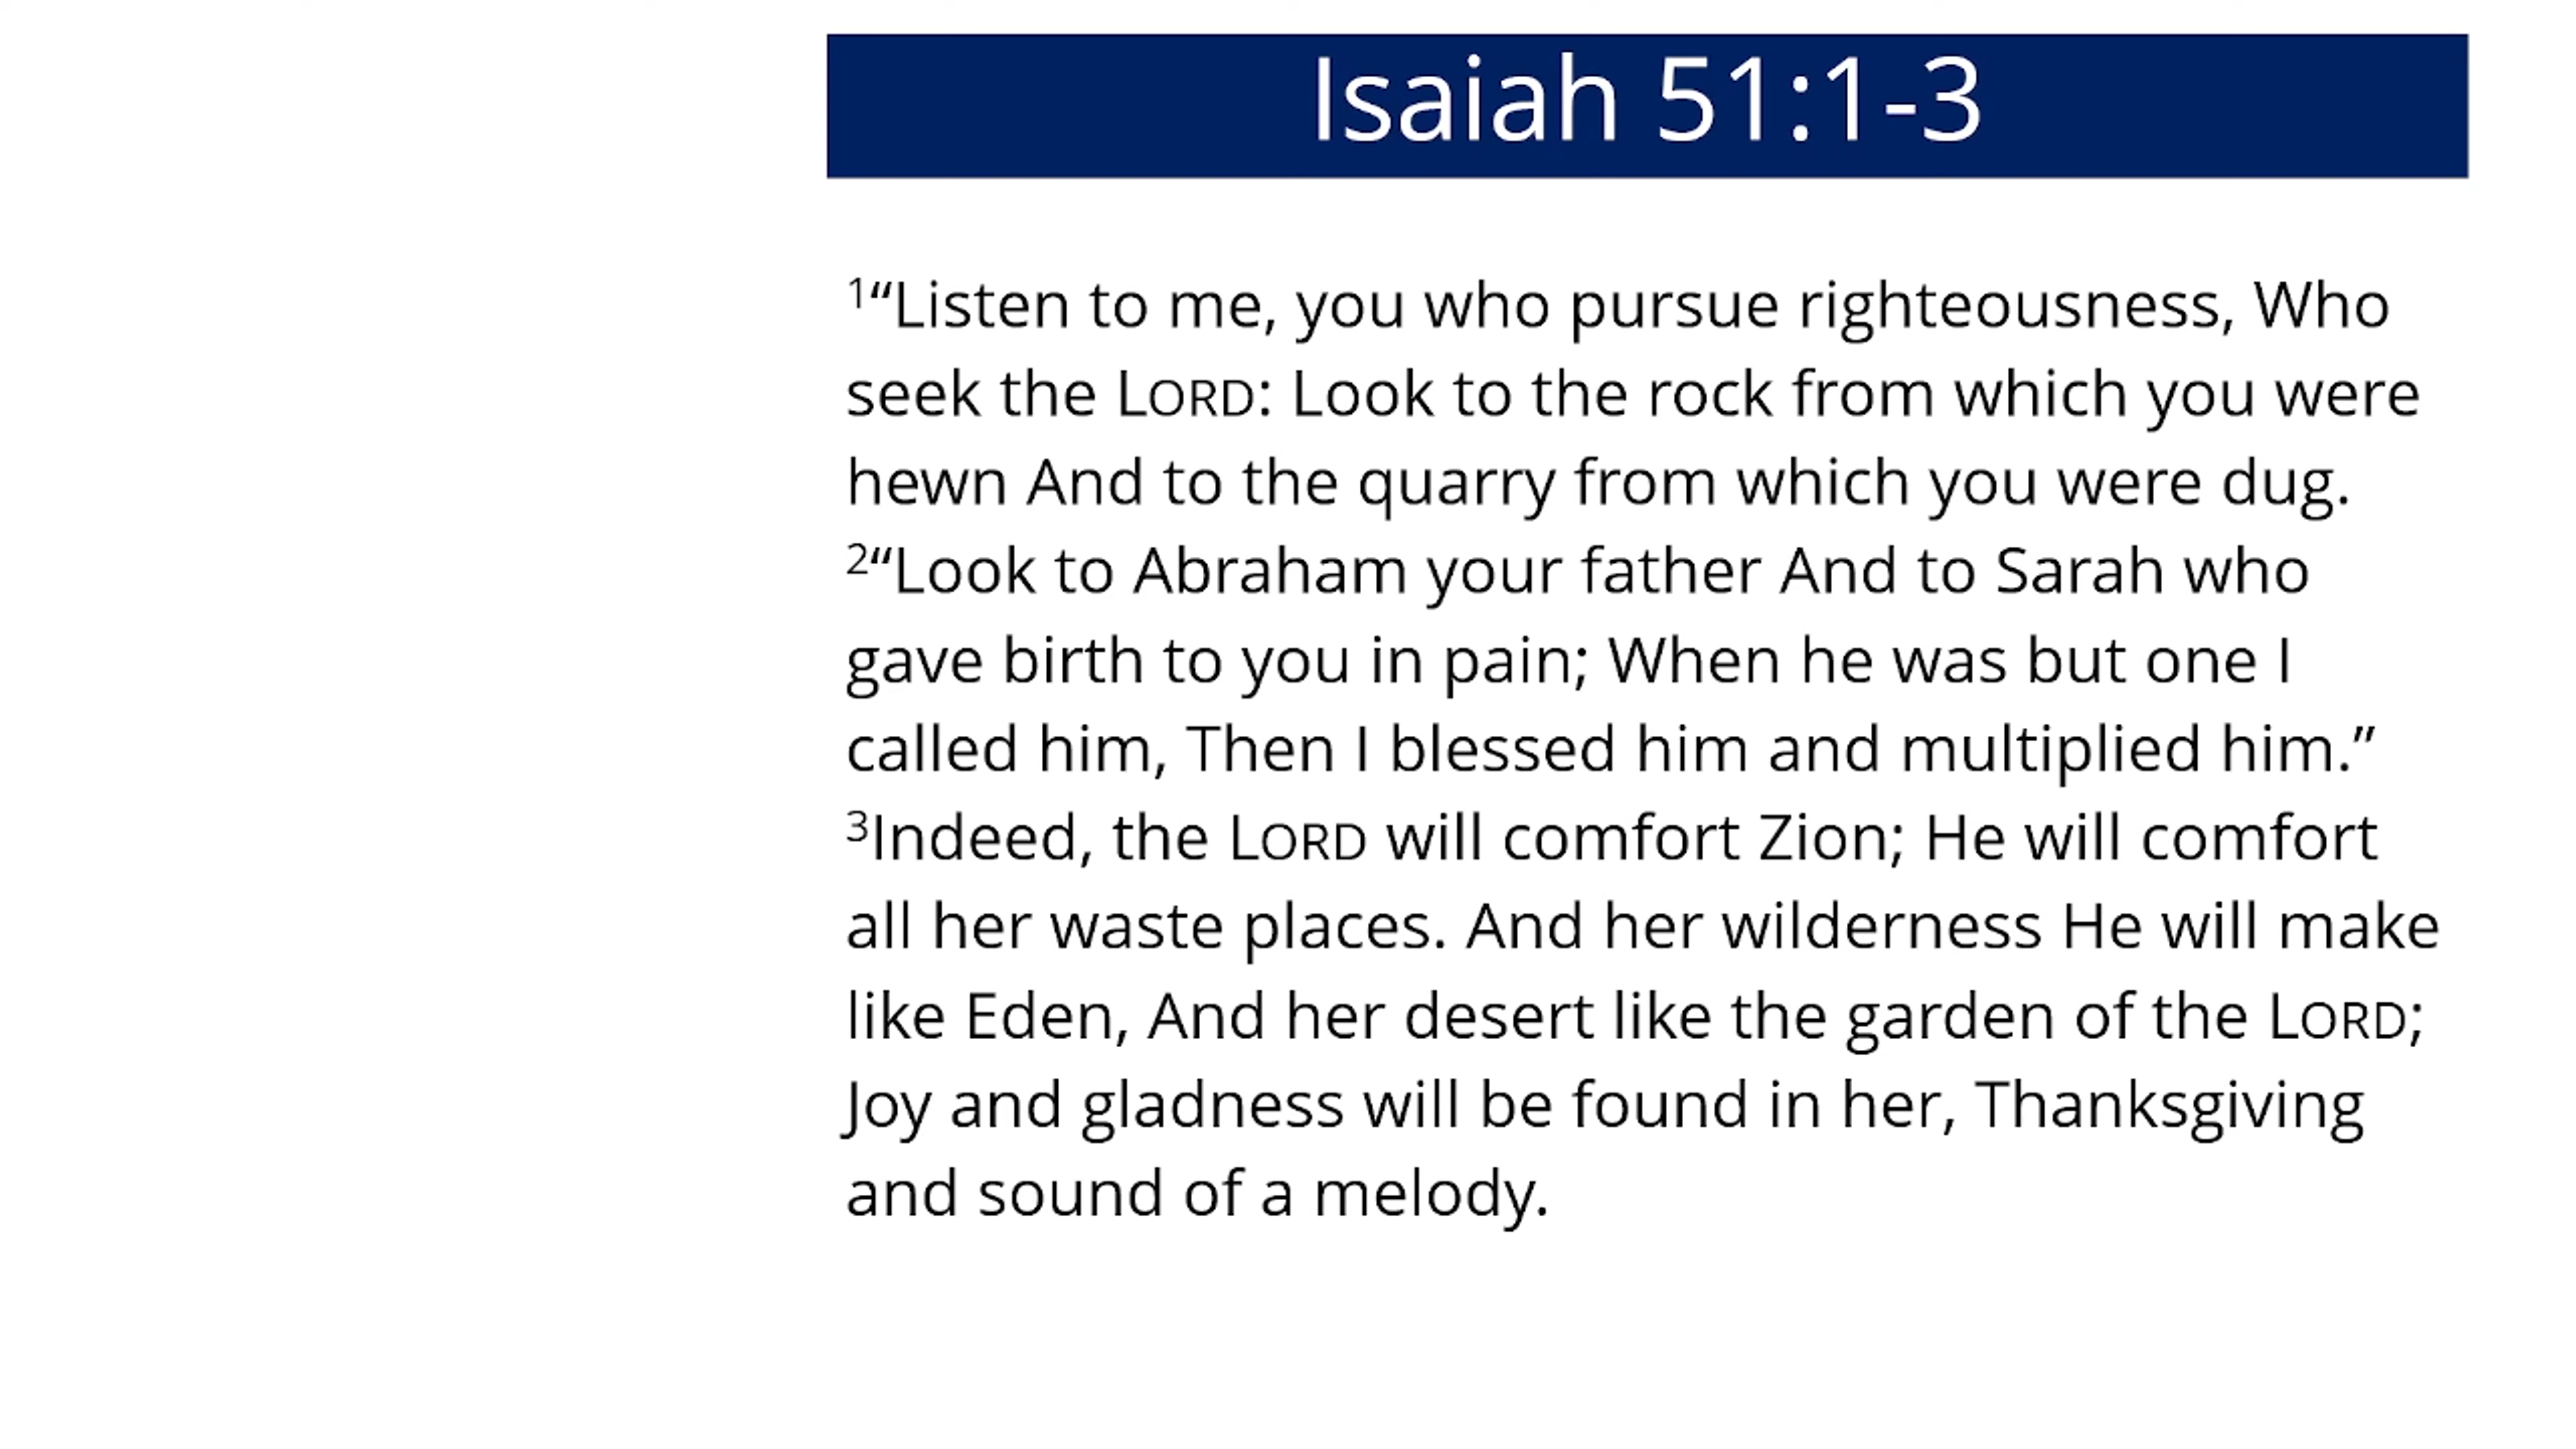 Isaiah 51:1-3
¹“Listen to me, you who pursue righteousness, Who
seek the LORD: Look to the rock from which you were
hewn And to the quarry from which you were dug.
²“Look to Abraham your father And to Sarah who
gave birth to you in pain; When he was but one I
called him, Then I blessed him and multiplied him.”
³Indeed, the LORD will comfort Zion; He will comfort
all her waste places. And her wilderness He will make
like Eden, And her desert like the garden of the LORD;
Joy and gladness will be found in her, Thanksgiving
and sound of a melody.